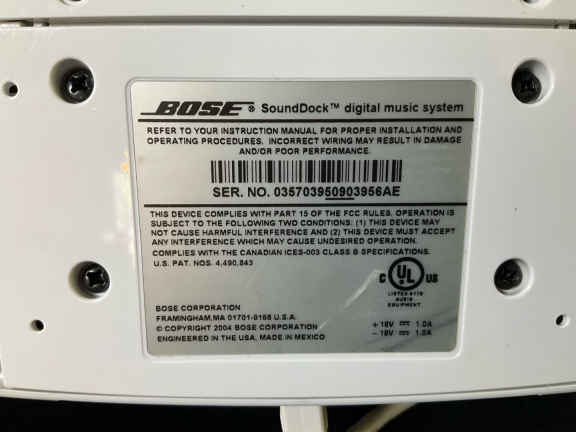 BOSE ® SoundDock™ digital music system
REFER TO YOUR INSTRUCTION MANUAL FOR PROPER INSTALLATION AND
OPERATING PROCEDURES. INCORRECT WIRING MAY RESULT IN DAMAGE
AND/OR POOR PERFORMANCE.
SER. NO. 035703950903956AE
THIS DEVICE COMPLIES WITH PART 15 OF THE FCC RULES. OPERATION IS
SUBJECT TO THE FOLLOWING TWO CONDITIONS: (1) THIS DEVICE MAY
NOT CAUSE HARMFUL INTERFERENCE AND (2) THIS DEVICE MUST ACCEPT
ANY INTERFERENCE WHICH MAY CAUSE UNDESIRED OPERATION.
COMPLIES WITH THE CANADIAN ICES-003 CLASS B SPECIFICATIONS.
U.S. PAT. NOS. 4,490,843
C UL US
LISTED
AUDIO
EQUIPMENT
BOSE CORPORATION
FRAMINGHAM, MA 01701-9168 U.S.A.
© COPYRIGHT 2004 BOSE CORPORATION
ENGINEERED IN THE USA, MADE IN MEXICO
+ 18V 1.0A
– 18V 1.0A